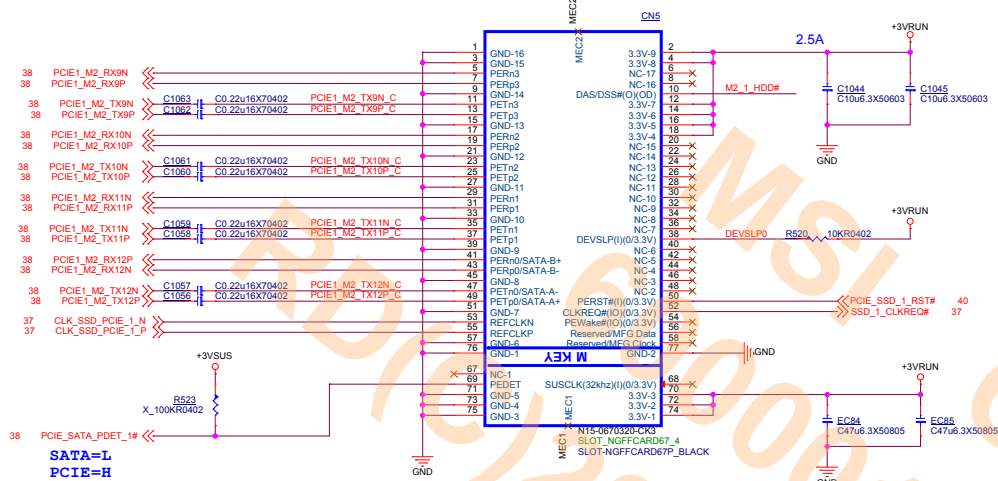 MEC2
CN5
2.5A
+3VRUN
MEC2
1 GND-16 3.3V-9 2
3 GND-15 3.3V-8 4
38 PCIE1_M2_RX9N 5 PERn3 NC-17 6
38 PCIE1_M2_RX9P 7 PERp3 NC-16 8
9 GND-14 DAS/DSS#(O)(OD) 10 M2_1_HDD#
38 PCIE1_M2_TX9N C1063 C0.22u16X70402 PCIE1_M2_TX9N_C 11 PETn3 3.3V-7 12
13 PCIE1_M2_TX9P C1062 C0.22u16X70402 PCIE1_M2_TX9P_C 13 PETp3 3.3V-6 14
15 GND-13 3.3V-5 16
38 PCIE1_M2_RX10N 17 PERn2 3.3V-4 18
38 PCIE1_M2_RX10P 19 PERp2 NC-15 20
21 GND-12 NC-14 22
38 PCIE1_M2_TX10N C1061 C0.22u16X70402 PCIE1_M2_TX10N_C 23 PETn2 NC-13 24
38 PCIE1_M2_TX10P C1060 C0.22u16X70402 PCIE1_M2_TX10P_C 25 PETp2 NC-12 26
27 GND-11 NC-11 28
38 PCIE1_M2_RX11N 29 PERn1 NC-10 30
38 PCIE1_M2_RX11P 31 PERp1 NC-9 32
33 GND-10 NC-8 34
38 PCIE1_M2_TX11N C1059 C0.22u16X70402 PCIE1_M2_TX11N_C 35 PETn1 NC-7 36
38 PCIE1_M2_TX11P C1058 C0.22u16X70402 PCIE1_M2_TX11P_C 37 PETp1 DEVSLP(I)(0/3.3V) 38 DEVSLP0 R520 10KR0402
39 GND-9 NC-6 40
38 PCIE1_M2_RX12P 41 PERn0/SATA-B+ NC-5 42
38 PCIE1_M2_RX12N 43 PERp0/SATA-B- NC-4 44
45 GND-8 NC-3 46
38 PCIE1_M2_TX12N C1057 C0.22u16X70402 PCIE1_M2_TX12N_C 47 PETn0/SATA-A- NC-2 48
38 PCIE1_M2_TX12P C1056 C0.22u16X70402 PCIE1_M2_TX12P_C 49 PETp0/SATA-A+ PERST#(I)(0/3.3V) 50 PCIE_SSD_1_RST# 40
51 GND-7 CLKREQ#(IO)(0/3.3V) 52 SSD_1_CLKREQ# 37
37 CLK_SSD_PCIE_1_N 53 REFCLKN PEWake#(IO)(0/3.3V) 54
37 CLK_SSD_PCIE_1_P 55 REFCLKP Reserved/MFG Data 56
57 GND-6 Reserved/MFG Clock 58
76 GND-1 GND-2 77 GND
M KEY
67 NC-1
69 PEDET SUSCLK(32khz)(I)(0/3.3V) 68
71 GND-5 3.3V-3 70
73 GND-4 3.3V-2 72
75 GND-3 3.3V-1 74
MEC1
MEC1
N15-0670320-CK3
SLOT_NGFFCARD67_4
SLOT-NGFFCARD67P_BLACK
C1044
C10u6.3X50603
C1045
C10u6.3X50603
GND
+3VRUN
+3VRUN
EC84
C47u6.3X50805
EC85
C47u6.3X50805
GND
+3VSUS
R523
X_100KR0402
38 PCIE_SATA_PDET_1#
GND
SATA=L
PCIE=H
MSI